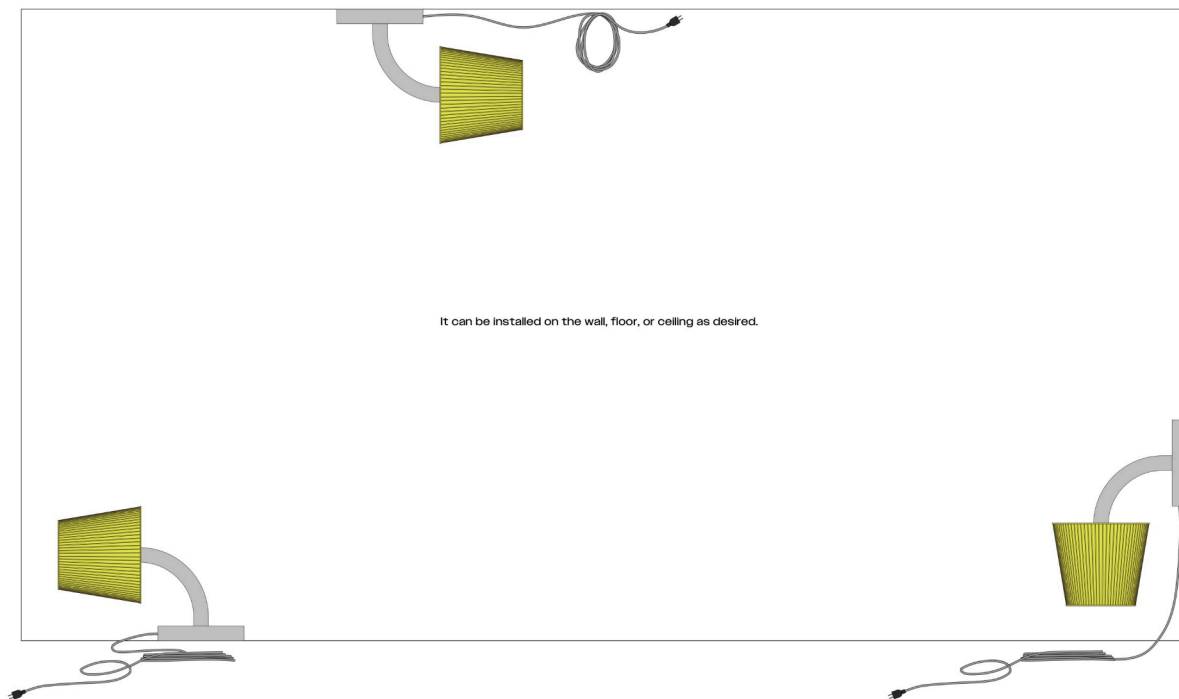 It can be installed on the wall, floor, or ceiling as desired.